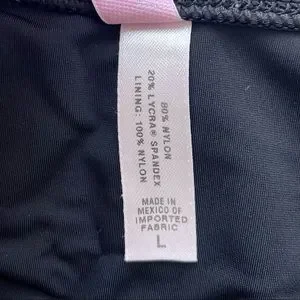 80% NYLON
20% LYCRA® SPANDEX
LINING: 100% NYLON
MADE IN
MEXICO OF
IMPORTED
FABRIC
L